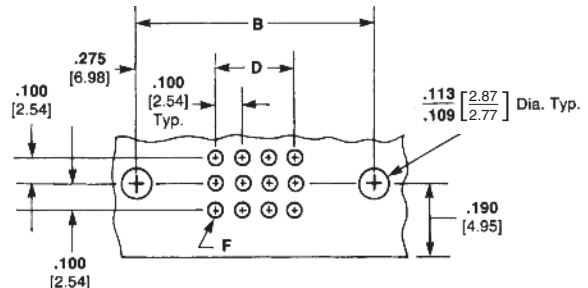 B
.275
[6.98]
D
.100
[2.54]
.100
[2.54]
Typ.
.113
.109
[2.87
2.77]
Dia. Typ.
.190
[4.95]
F
.100
[2.54]